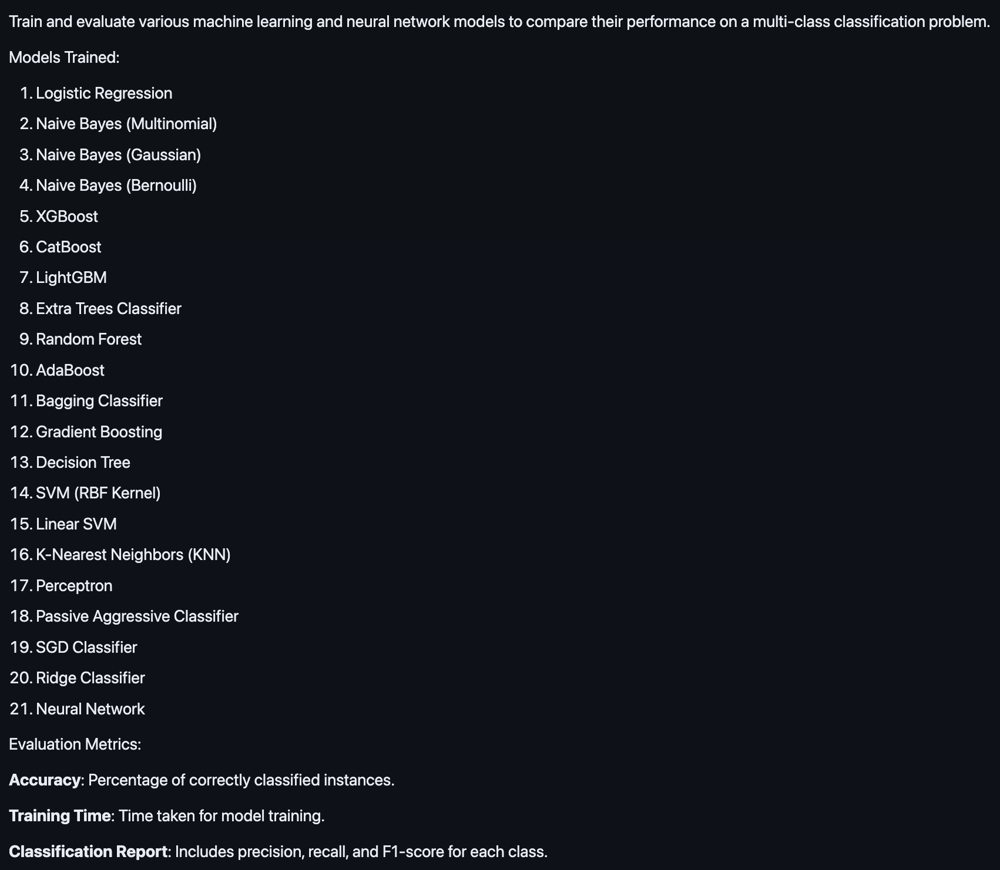 Train and evaluate various machine learning and neural network models to compare their performance on a multi-class classification problem.
Models Trained:
1. Logistic Regression
2. Naive Bayes (Multinomial)
3. Naive Bayes (Gaussian)
4. Naive Bayes (Bernoulli)
5. XGBoost
6. CatBoost
7. LightGBM
8. Extra Trees Classifier
9. Random Forest
10. AdaBoost
11. Bagging Classifier
12. Gradient Boosting
13. Decision Tree
14. SVM (RBF Kernel)
15. Linear SVM
16. K-Nearest Neighbors (KNN)
17. Perceptron
18. Passive Aggressive Classifier
19. SGD Classifier
20. Ridge Classifier
21. Neural Network
Evaluation Metrics:
Accuracy: Percentage of correctly classified instances.
Training Time: Time taken for model training.
Classification Report: Includes precision, recall, and F1-score for each class.